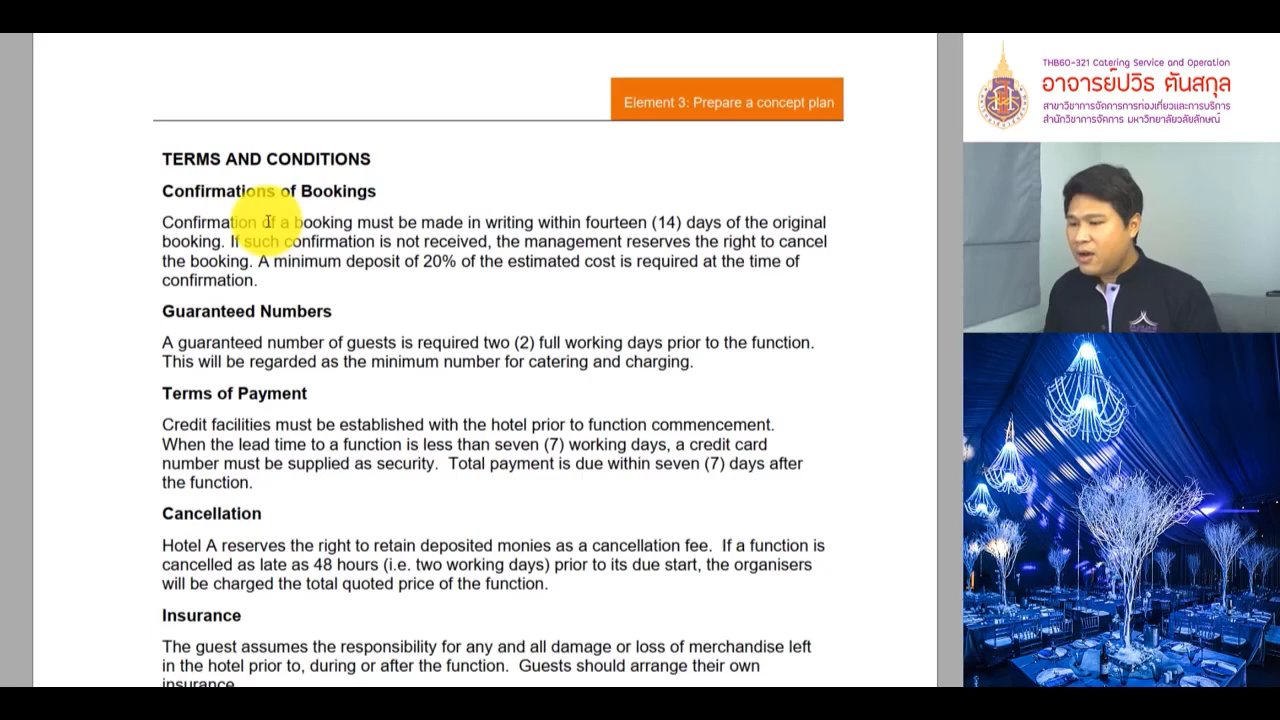 Element 3: Prepare a concept plan
TERMS AND CONDITIONS
Confirmations of Bookings
Confirmation of a booking must be made in writing within fourteen (14) days of the original
booking. If such confirmation is not received, the management reserves the right to cancel
the booking. A minimum deposit of 20% of the estimated cost is required at the time of
confirmation.
Guaranteed Numbers
A guaranteed number of guests is required two (2) full working days prior to the function.
This will be regarded as the minimum number for catering and charging.
Terms of Payment
Credit facilities must be established with the hotel prior to function commencement.
When the lead time to a function is less than seven (7) working days, a credit card
number must be supplied as security. Total payment is due within seven (7) days after
the function.
Cancellation
Hotel A reserves the right to retain deposited monies as a cancellation fee. If a function is
cancelled as late as 48 hours (i.e. two working days) prior to its due start, the organisers
will be charged the total quoted price of the function.
Insurance
The guest assumes the responsibility for any and all damage or loss of merchandise left
in the hotel prior to, during or after the function. Guests should arrange their own
insurance.
THB60-321 Catering Service and Operation
อาจารย์ปวิธ ตันสกุล
สาขาวิชาการจัดการการท่องเที่ยวและการบริการ
สำนักวิชาการจัดการ มหาวิทยาลัยวลัยลักษณ์